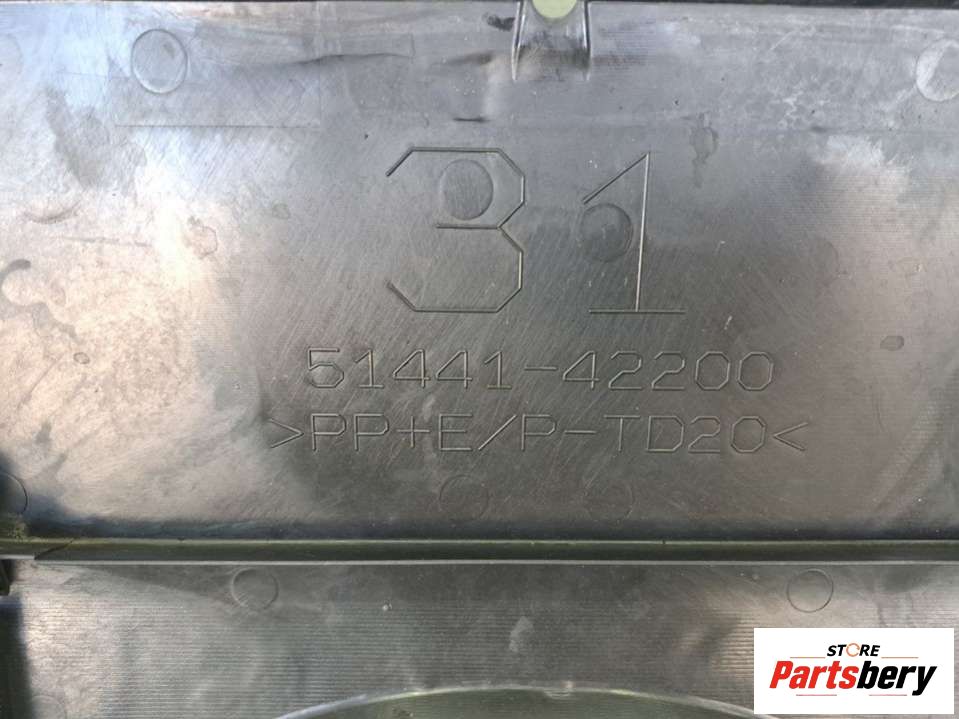 31
51441-42200
>PP+E/P-TD20<
STORE
Partsbery